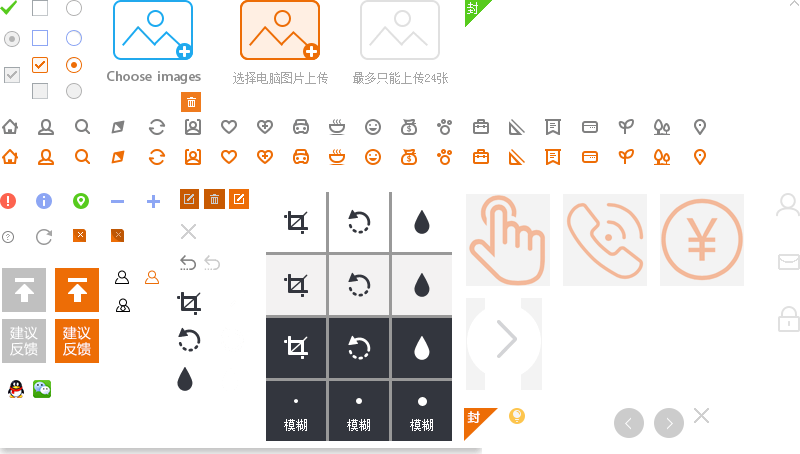 封
Choose images
选择电脑图片上传
最多只能上传24张
建议
反馈
建议
反馈
模糊
模糊
模糊
封